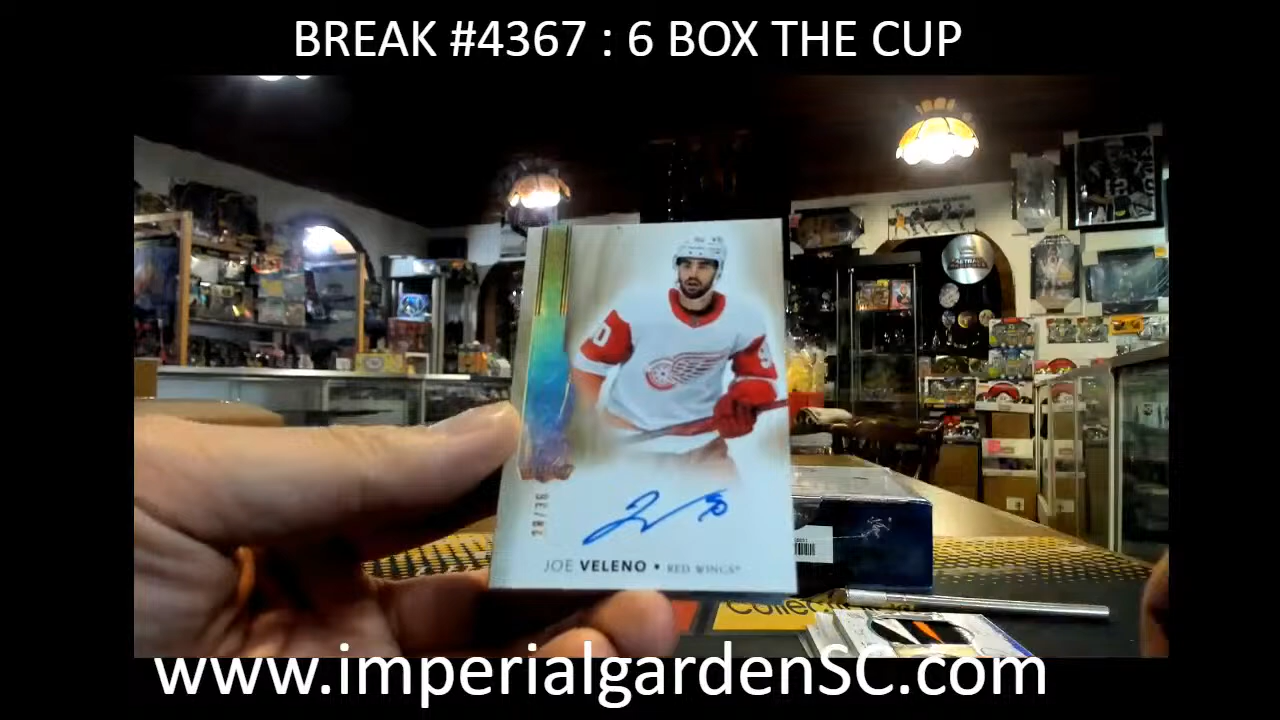 BREAK #4367 : 6 BOX THE CUP
JOE VELENO • RED WINGS
www.imperialgardenSC.com